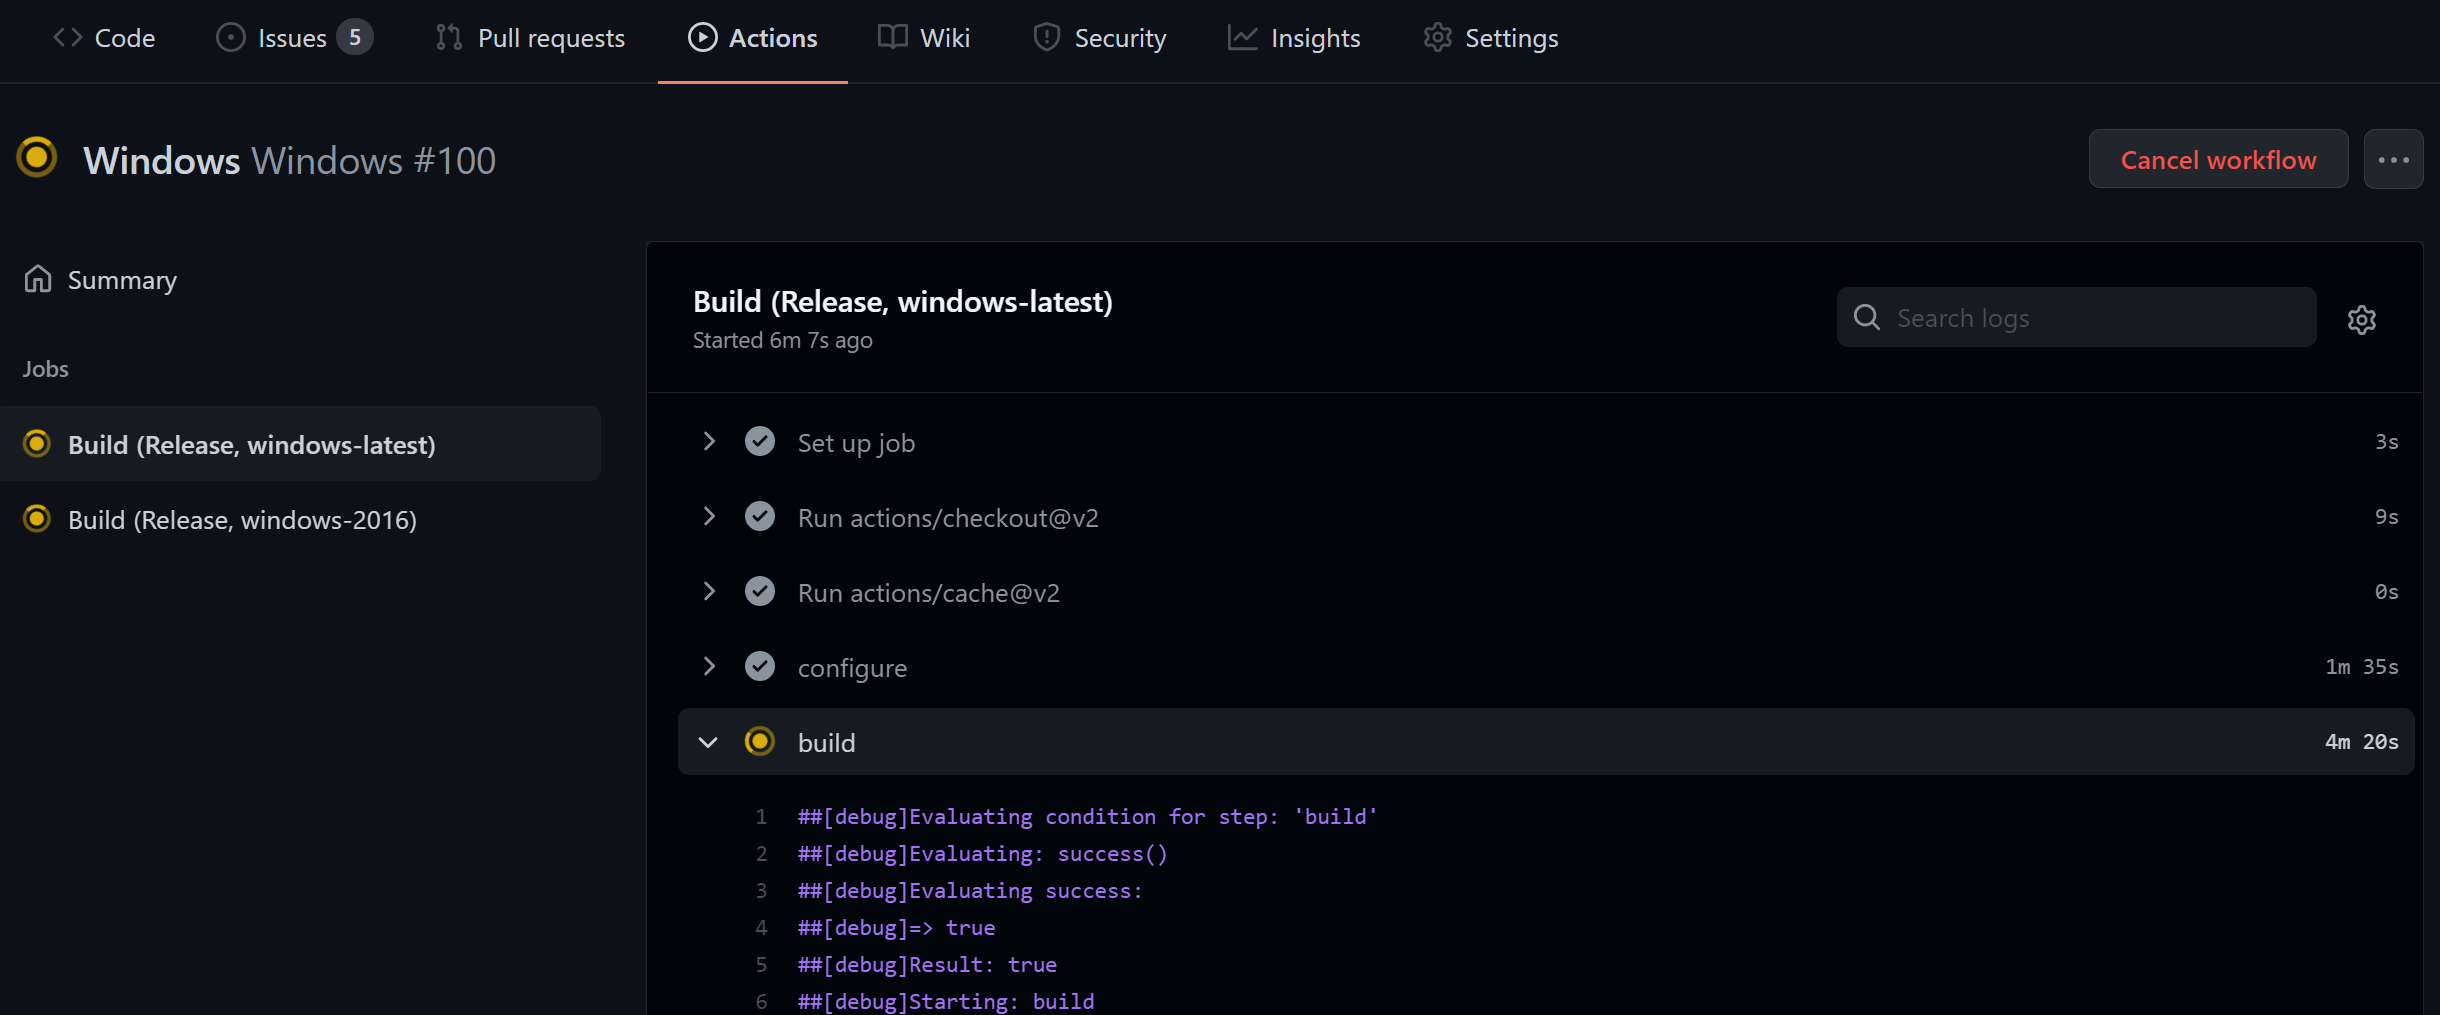 Code Issues 5 Pull requests Actions Wiki Security Insights Settings
Windows Windows #100
Cancel workflow
Summary
Jobs
Build (Release, windows-latest)
Build (Release, windows-2016)
Build (Release, windows-latest)
Started 6m 7s ago
Search logs
Set up job 3s
Run actions/checkout@v2 9s
Run actions/cache@v2 0s
configure 1m 35s
build 4m 20s
1 ##[debug]Evaluating condition for step: 'build'
2 ##[debug]Evaluating: success()
3 ##[debug]Evaluating success:
4 ##[debug]=> true
5 ##[debug]Result: true
6 ##[debug]Starting: build